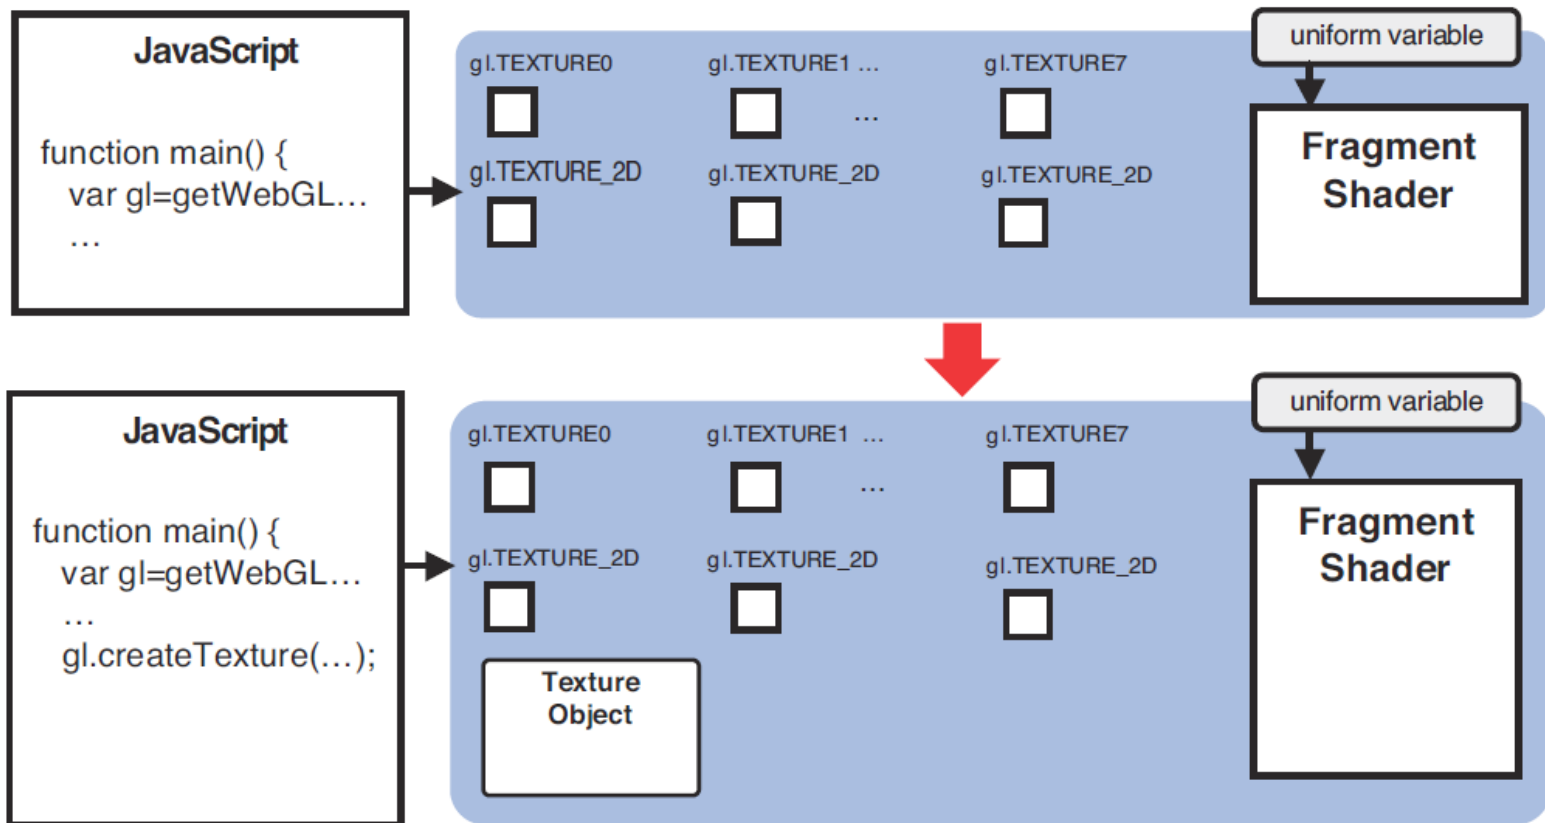 JavaScript
function main() {
var gl=getWebGL…
…
gl.TEXTURE0 gl.TEXTURE1 ... gl.TEXTURE7
...
gl.TEXTURE_2D gl.TEXTURE_2D gl.TEXTURE_2D
uniform variable
Fragment
Shader
JavaScript
function main() {
var gl=getWebGL…
…
gl.createTexture(…);
gl.TEXTURE0 gl.TEXTURE1 ... gl.TEXTURE7
...
gl.TEXTURE_2D gl.TEXTURE_2D gl.TEXTURE_2D
Texture
Object
uniform variable
Fragment
Shader